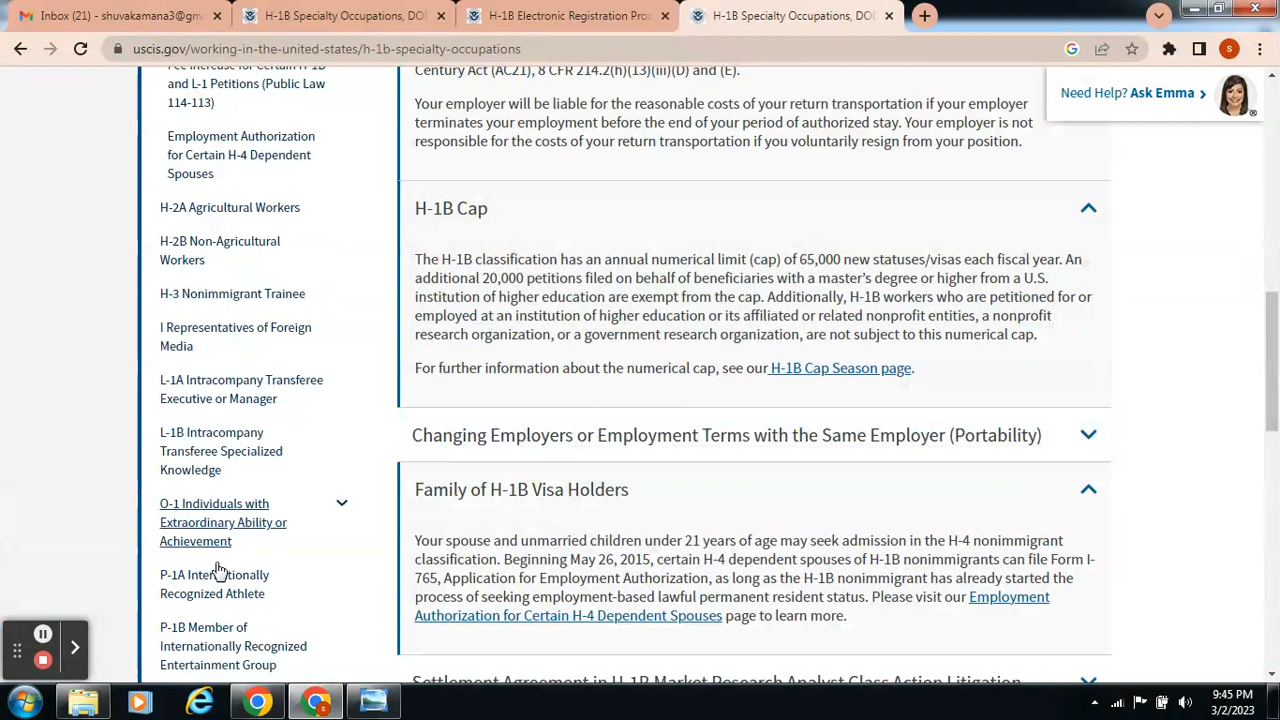 Inbox (21) - shuvakamana3@gm
H-1B Specialty Occupations, DOD
H-1B Electronic Registration Proc
H-1B Specialty Occupations, DOD
uscis.gov/working-in-the-united-states/h-1b-specialty-occupations
S
Need Help? Ask Emma
Fee Increase for Certain H-1B
and L-1 Petitions (Public Law
114-113)
Employment Authorization
for Certain H-4 Dependent
Spouses
H-2A Agricultural Workers
H-2B Non-Agricultural
Workers
H-3 Nonimmigrant Trainee
I Representatives of Foreign
Media
L-1A Intracompany Transferee
Executive or Manager
L-1B Intracompany
Transferee Specialized
Knowledge
O-1 Individuals with
Extraordinary Ability or
Achievement
P-1A Internationally
Recognized Athlete
P-1B Member of
Internationally Recognized
Entertainment Group
Century Act (AC21), 8 CFR 214.2(h)(13)(iii)(D) and (E).
Your employer will be liable for the reasonable costs of your return transportation if your employer
terminates your employment before the end of your period of authorized stay. Your employer is not
responsible for the costs of your return transportation if you voluntarily resign from your position.
H-1B Cap
The H-1B classification has an annual numerical limit (cap) of 65,000 new statuses/visas each fiscal year. An
additional 20,000 petitions filed on behalf of beneficiaries with a master's degree or higher from a U.S.
institution of higher education are exempt from the cap. Additionally, H-1B workers who are petitioned for or
employed at an institution of higher education or its affiliated or related nonprofit entities, a nonprofit
research organization, or a government research organization, are not subject to this numerical cap.
For further information about the numerical cap, see our H-1B Cap Season page.
Changing Employers or Employment Terms with the Same Employer (Portability)
Family of H-1B Visa Holders
Your spouse and unmarried children under 21 years of age may seek admission in the H-4 nonimmigrant
classification. Beginning May 26, 2015, certain H-4 dependent spouses of H-1B nonimmigrants can file Form I-
765, Application for Employment Authorization, as long as the H-1B nonimmigrant has already started the
process of seeking employment-based lawful permanent resident status. Please visit our Employment
Authorization for Certain H-4 Dependent Spouses page to learn more.
Settlement Agreement in H-1B Market Research Analyst Class Action Litigation
9:45 PM
3/2/2023